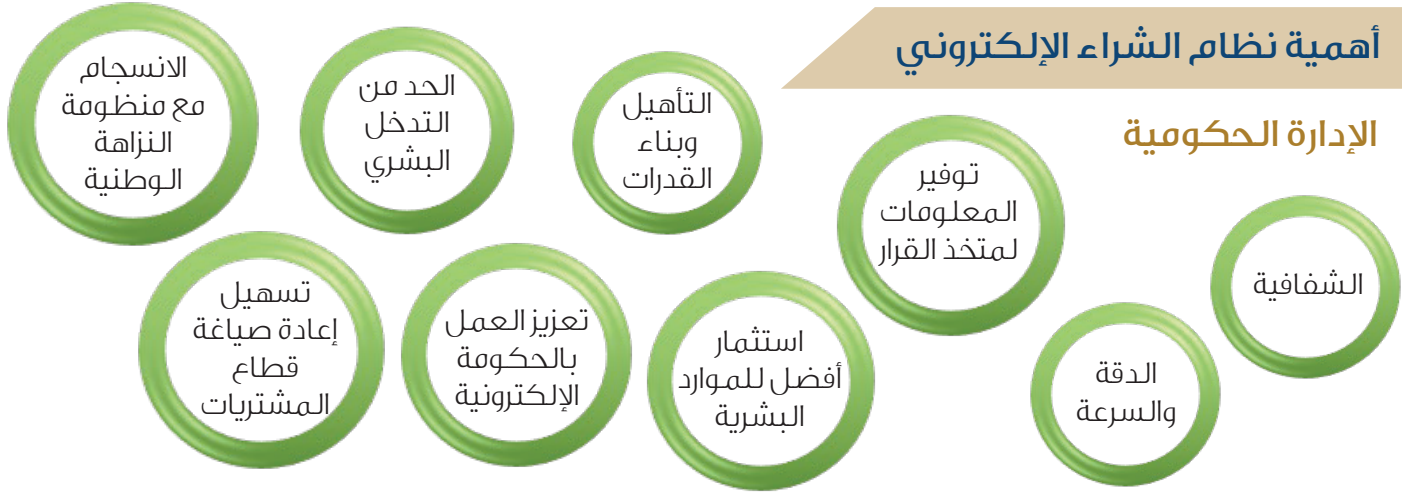 أهمية نظام الشراء الإلكتروني
الإدارة الحكومية
الشفافية
الدقة
والسرعة
توفير
المعلومات
لمتخذ القرار
استثمار
أفضل للموارد
البشرية
التأهيل
وبناء
القدرات
تعزيز العمل
بالحكومة
الإلكترونية
الحد من
التدخل
البشري
تسهيل
إعادة صياغة
قطاع
المشتريات
الانسجام
مع منظومة
النزاهة
الوطنية